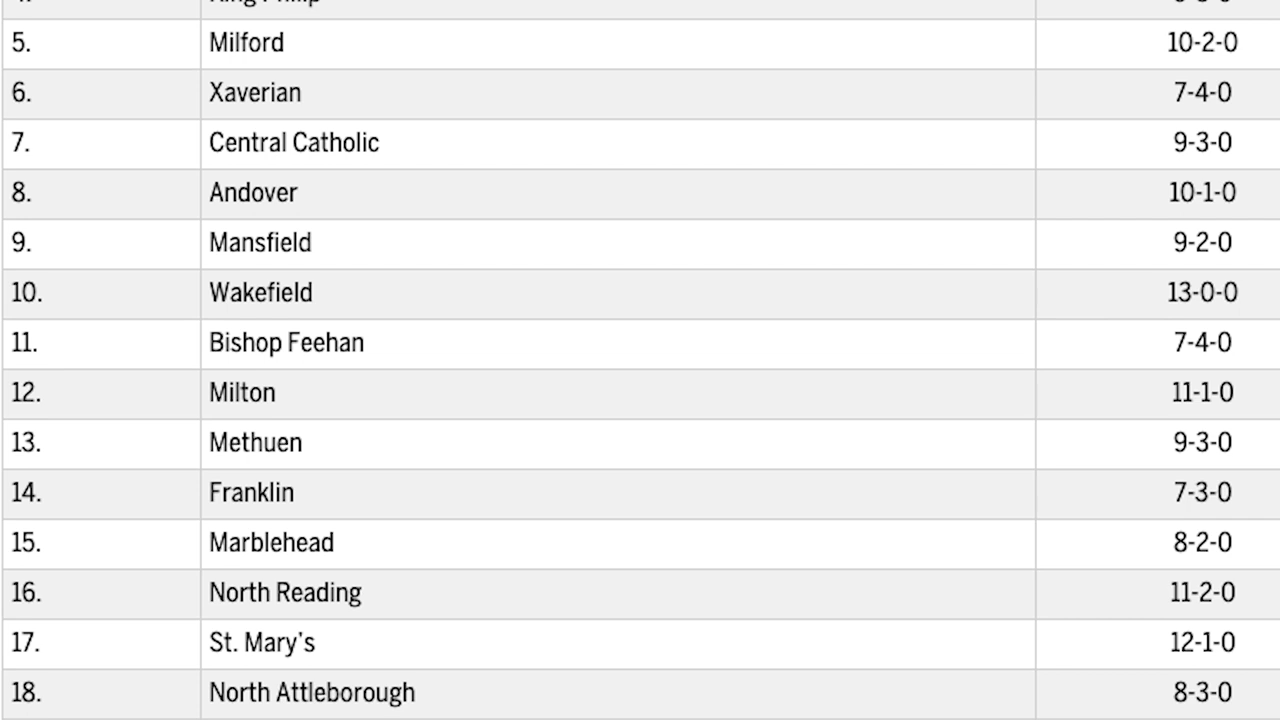 5. Milford 10-2-0
6. Xaverian 7-4-0
7. Central Catholic 9-3-0
8. Andover 10-1-0
9. Mansfield 9-2-0
10. Wakefield 13-0-0
11. Bishop Feehan 7-4-0
12. Milton 11-1-0
13. Methuen 9-3-0
14. Franklin 7-3-0
15. Marblehead 8-2-0
16. North Reading 11-2-0
17. St. Mary's 12-1-0
18. North Attleborough 8-3-0